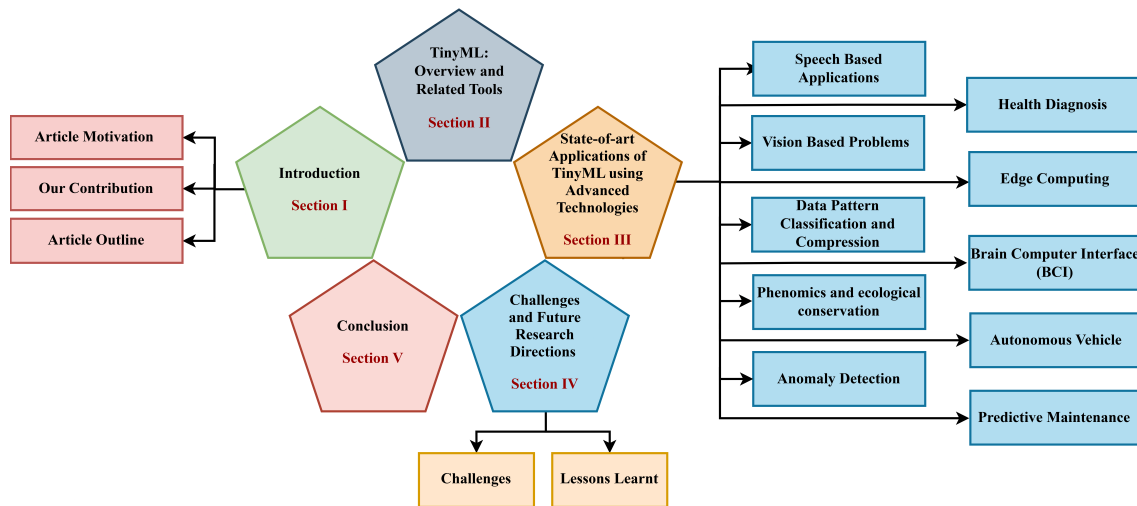 TinyML:
Overview and
Related Tools
Section II
Article Motivation
Our Contribution
Article Outline
Introduction
Section I
State-of-art
Applications of
TinyML using
Advanced
Technologies
Section III
Conclusion
Section V
Challenges
and Future
Research
Directions
Section IV
Challenges
Lessons Learnt
Speech Based
Applications
Health Diagnosis
Vision Based Problems
Edge Computing
Data Pattern
Classification and
Compression
Brain Computer Interface
(BCI)
Phenomics and ecological
conservation
Autonomous Vehicle
Anomaly Detection
Predictive Maintenance